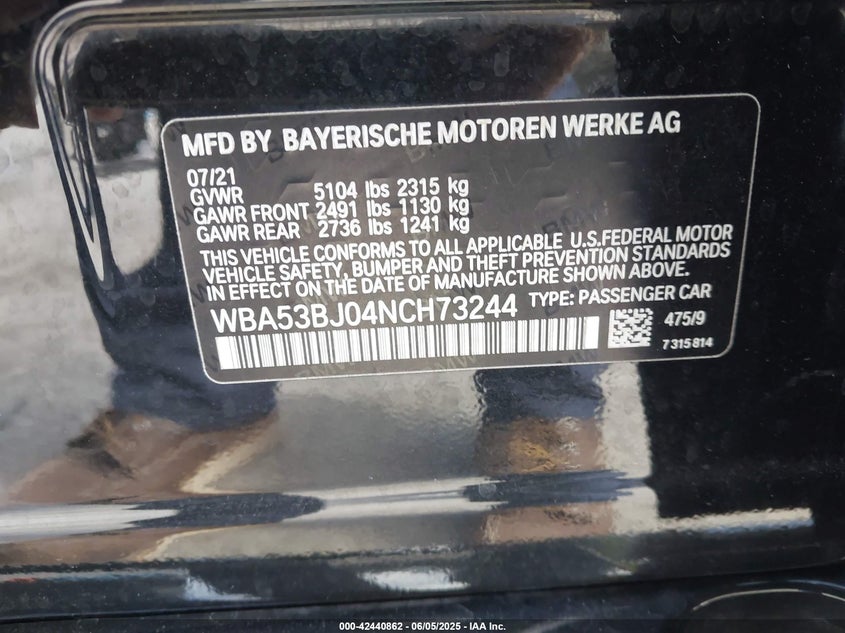 MFD BY BAYERISCHE MOTOREN WERKE AG
07/21
GVWR 5104 lbs 2315 kg
GAWR FRONT 2491 lbs 1130 kg
GAWR REAR 2736 lbs 1241 kg
THIS VEHICLE CONFORMS TO ALL APPLICABLE U.S.FEDERAL MOTOR
VEHICLE SAFETY, BUMPER AND THEFT PREVENTION STANDARDS
IN EFFECT ON THE DATE OF MANUFACTURE SHOWN ABOVE.
WBA53BJ04NCH73244 TYPE: PASSENGER CAR
475/9
7 315 814
000-42440862 - 06/05/2025 - IAA Inc.